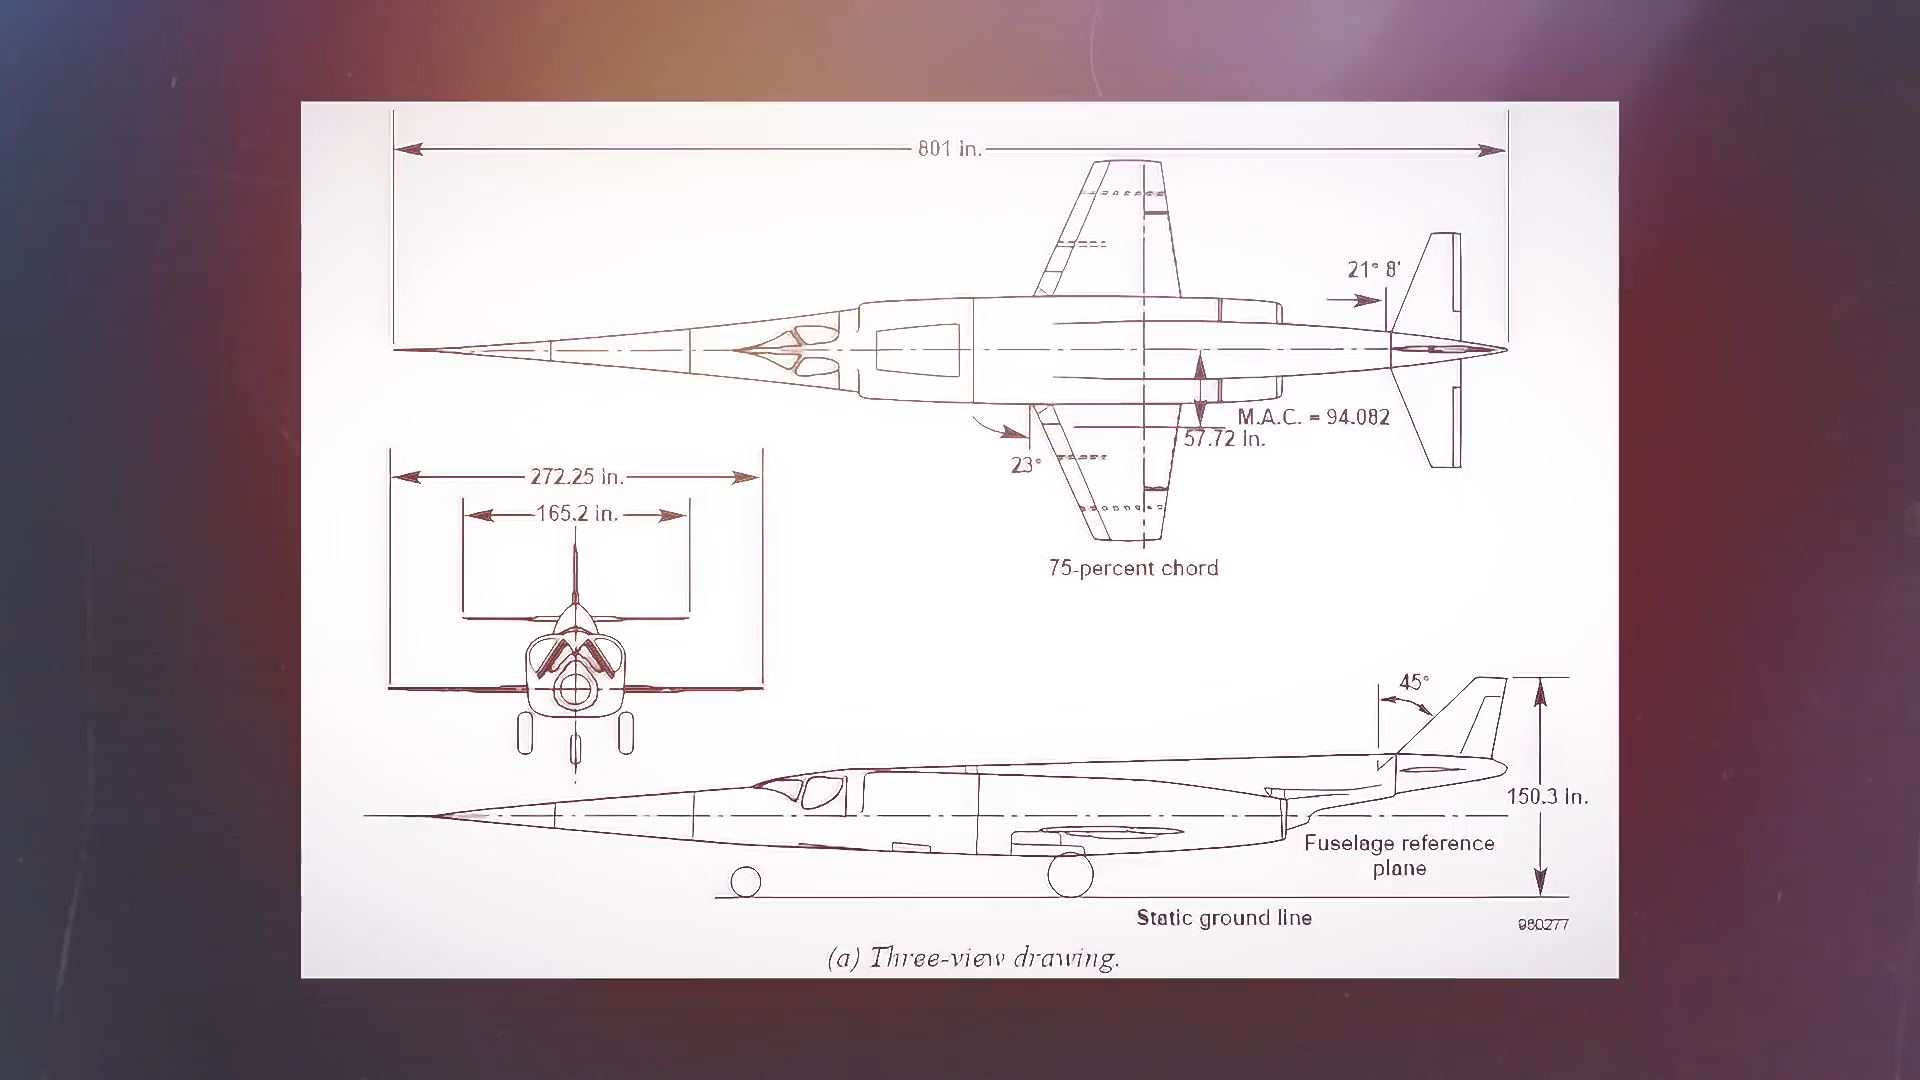 801 in.
21° 8'
M.A.C. = 94.082
57.72 in.
23°
75-percent chord
272.25 in.
165.2 in.
45°
150.3 in.
Fuselage reference
plane
Static ground line
980277
(a) Three-view drawing.